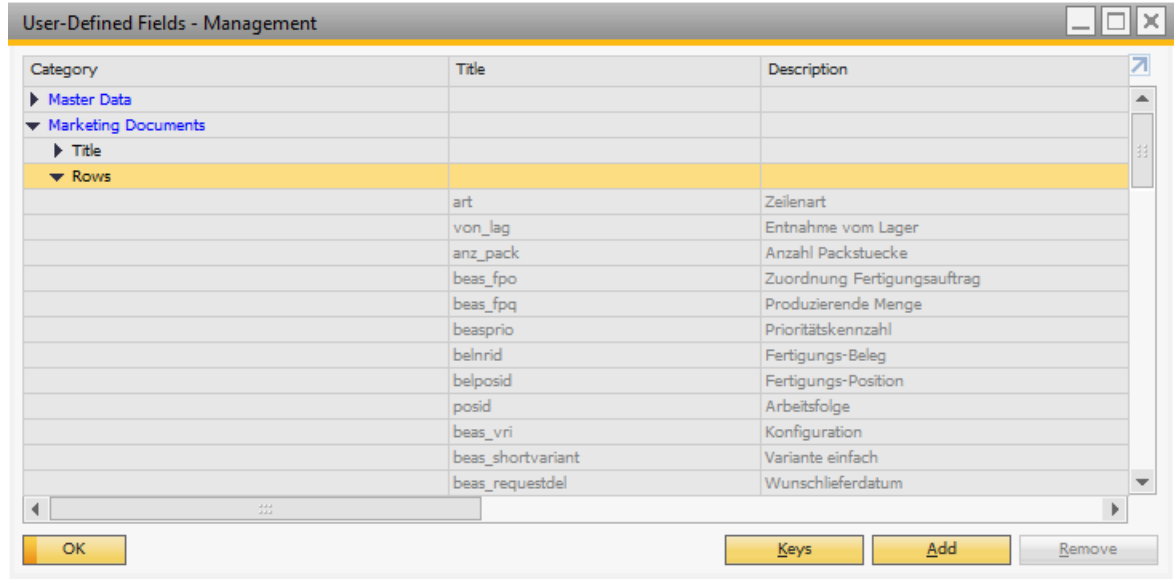 User-Defined Fields - Management
Category Title Description
Master Data
Marketing Documents
Title
Rows
art Zeilenart
von_lag Entnahme vom Lager
anz_pack Anzahl Packstuecke
beas_fpo Zuordnung Fertigungsauftrag
beas_fpq Produzierende Menge
beasprio Prioritätskennzahl
belnrid Fertigungs-Beleg
belposid Fertigungs-Position
posid Arbeitsfolge
beas_vri Konfiguration
beas_shortvariant Variante einfach
beas_requestdel Wunschlieferdatum
OK Keys Add Remove